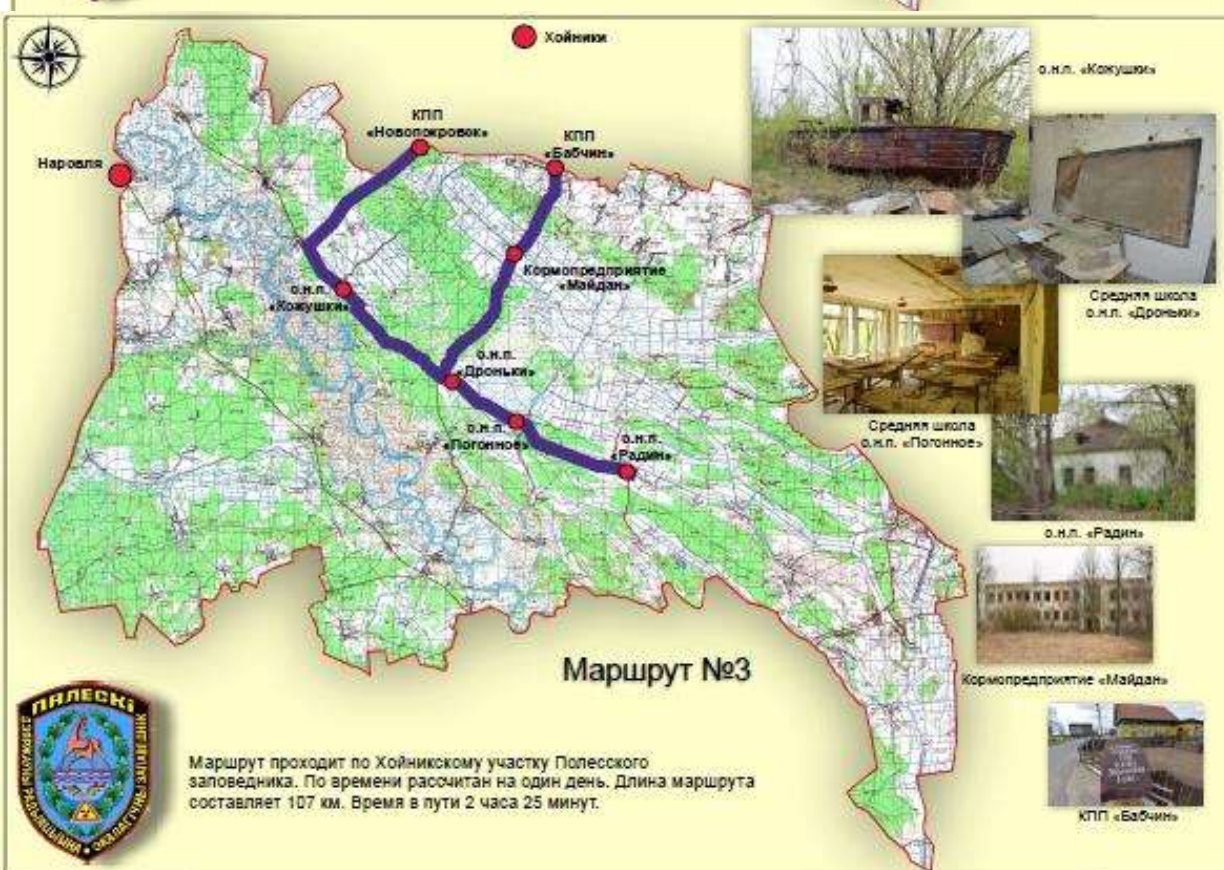 Хойники
КПП
«Новопокровск»
КПП
«Бабчин»
Наровля
о.н.п.
«Кожушки»
Кормопредприятие
«Майдан»
о.н.п.
«Дроньки»
о.н.п.
«Погонное»
о.н.п.
«Радин»
о.н.п. «Кожушки»
Средняя школа
о.н.п. «Дроньки»
Средняя школа
о.н.п. «Погонное»
о.н.п. «Радин»
Кормопредприятие «Майдан»
КПП «Бабчин»
Маршрут №3
ПАЛЕСКІ
Маршрут проходит по Хойникскому участку Полесского
заповедника. По времени рассчитан на один день. Длина маршрута
составляет 107 км. Время в пути 2 часа 25 минут.